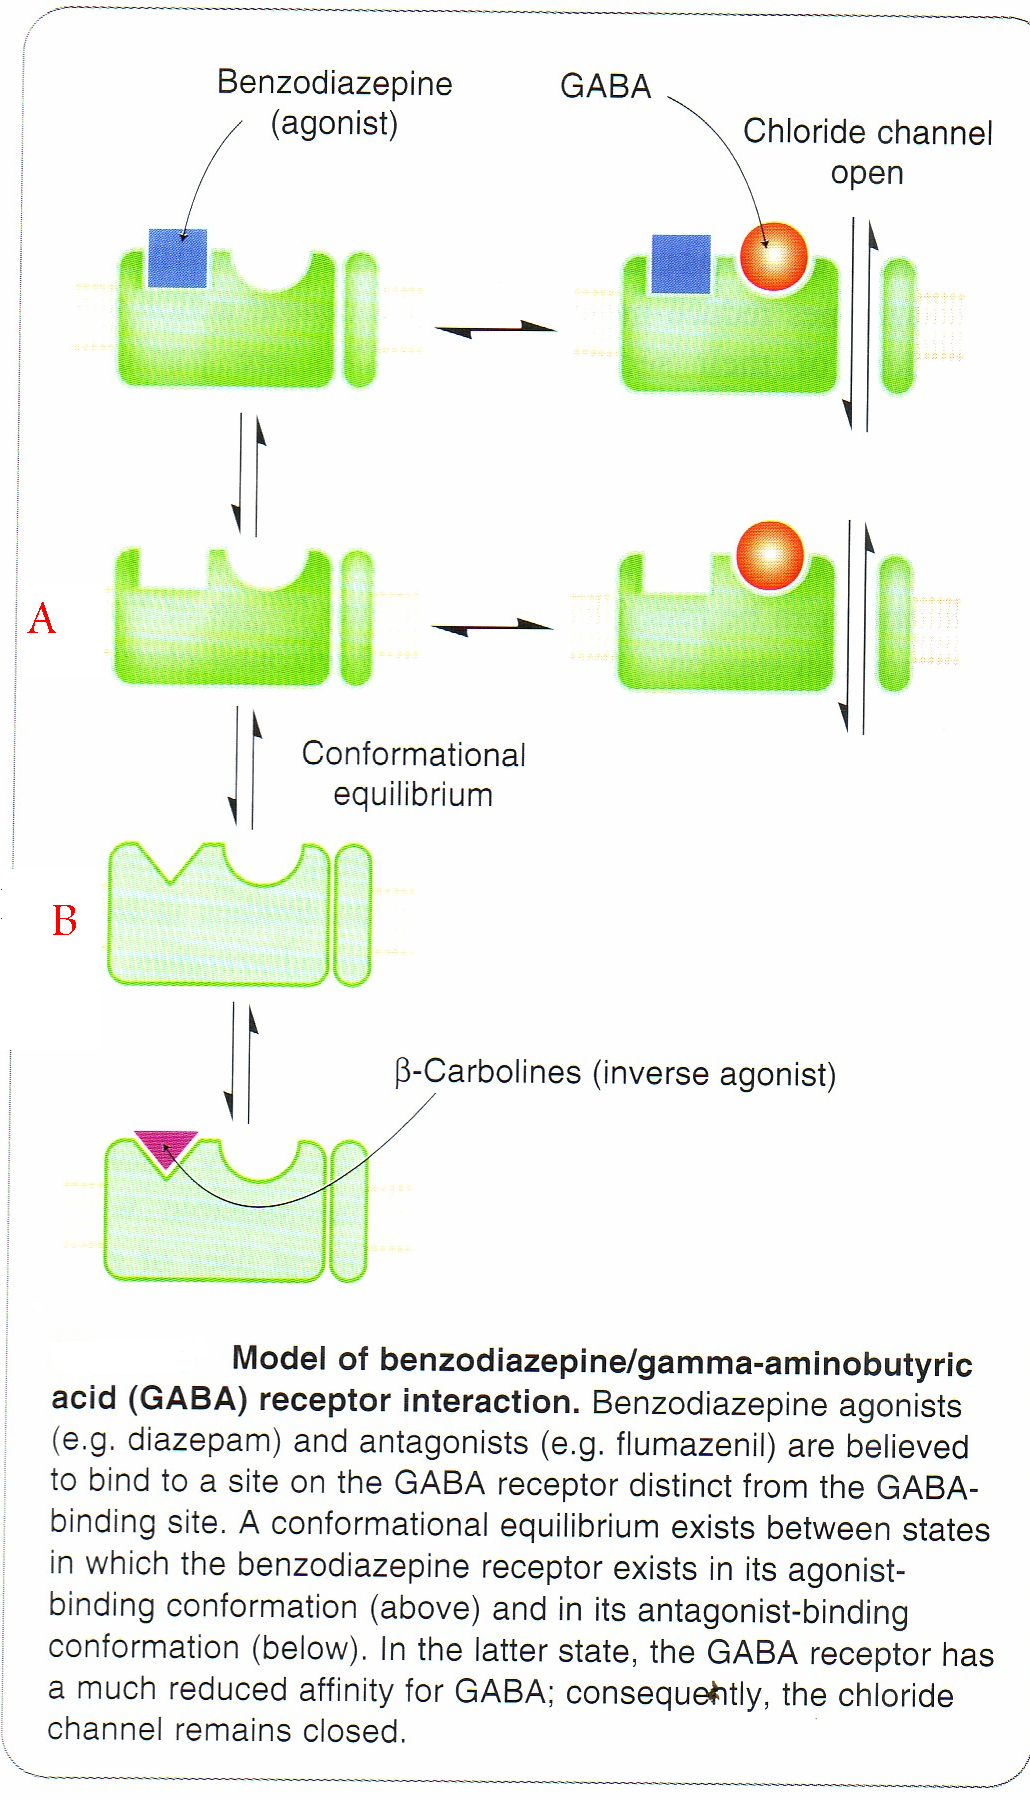 Benzodiazepine
(agonist)
GABA
Chloride channel
open
A
Conformational
equilibrium
B
β-Carbolines (inverse agonist)
Model of benzodiazepine/gamma-aminobutyric
acid (GABA) receptor interaction. Benzodiazepine agonists
(e.g. diazepam) and antagonists (e.g. flumazenil) are believed
to bind to a site on the GABA receptor distinct from the GABA-
binding site. A conformational equilibrium exists between states
in which the benzodiazepine receptor exists in its agonist-
binding conformation (above) and in its antagonist-binding
conformation (below). In the latter state, the GABA receptor has
a much reduced affinity for GABA; consequently, the chloride
channel remains closed.